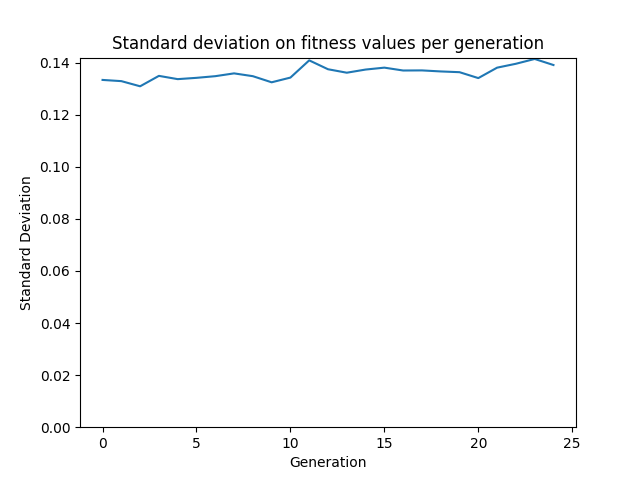 Standard deviation on fitness values per generation
0.14
0.12
0.10
0.08
0.06
0.04
0.02
0.00
Standard Deviation
0 5 10 15 20 25
Generation